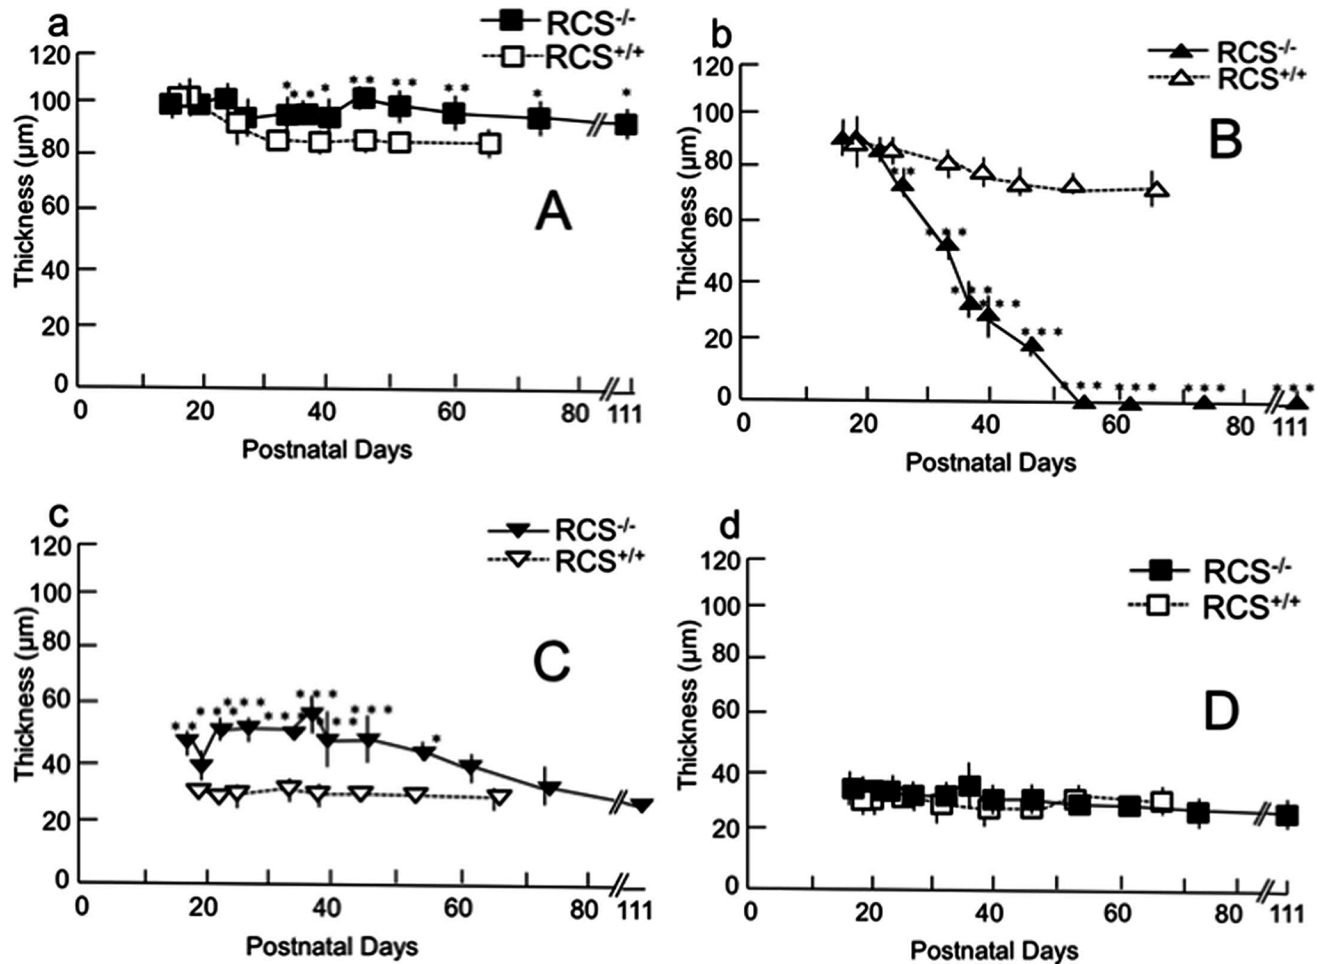 a
RCS-/-
RCS+/+
120
100
80
60
40
20
0
Thickness (μm)
* ** * ** ** ** * *
A
0 20 40 60 80 111
Postnatal Days
b
RCS-/-
RCS+/+
120
100
80
60
40
20
0
Thickness (μm)
** *** *** *** *** *** *** *** ***
B
0 20 40 60 80 111
Postnatal Days
c
RCS-/-
RCS+/+
120
100
80
60
40
20
0
Thickness (μm)
** *** *** ** *** ** *** *
C
0 20 40 60 80 111
Postnatal Days
d
RCS-/-
RCS+/+
120
100
80
60
40
20
0
Thickness (μm)
D
0 20 40 60 80 111
Postnatal Days